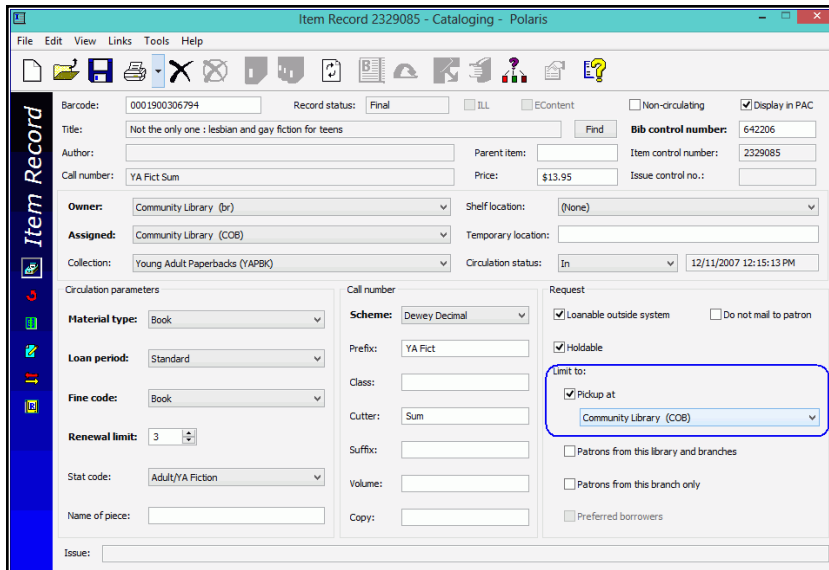 Item Record 2329085 - Cataloging - Polaris
File Edit View Links Tools Help
Item Record
Barcode: 0001900306794 Record status: Final ILL EContent Non-circulating Display in PAC
Title: Not the only one : lesbian and gay fiction for teens Find Bib control number: 642206
Author: Parent item: Item control number: 2329085
Call number: YA Fict Sum Price: $13.95 Issue control no.:
Owner: Community Library (br) Shelf location: (None)
Assigned: Community Library (COB) Temporary location:
Collection: Young Adult Paperbacks (YAPBK) Circulation status: In 12/11/2007 12:15:13 PM
Circulation parameters
Material type: Book
Loan period: Standard
Fine code: Book
Renewal limit: 3
Stat code: Adult/YA Fiction
Name of piece:
Call number
Scheme: Dewey Decimal
Prefix: YA Fict
Class:
Cutter: Sum
Suffix:
Volume:
Copy:
Request
Loanable outside system Do not mail to patron
Holdable
Limit to:
Pickup at
Community Library (COB)
Patrons from this library and branches
Patrons from this branch only
Preferred borrowers
Issue: